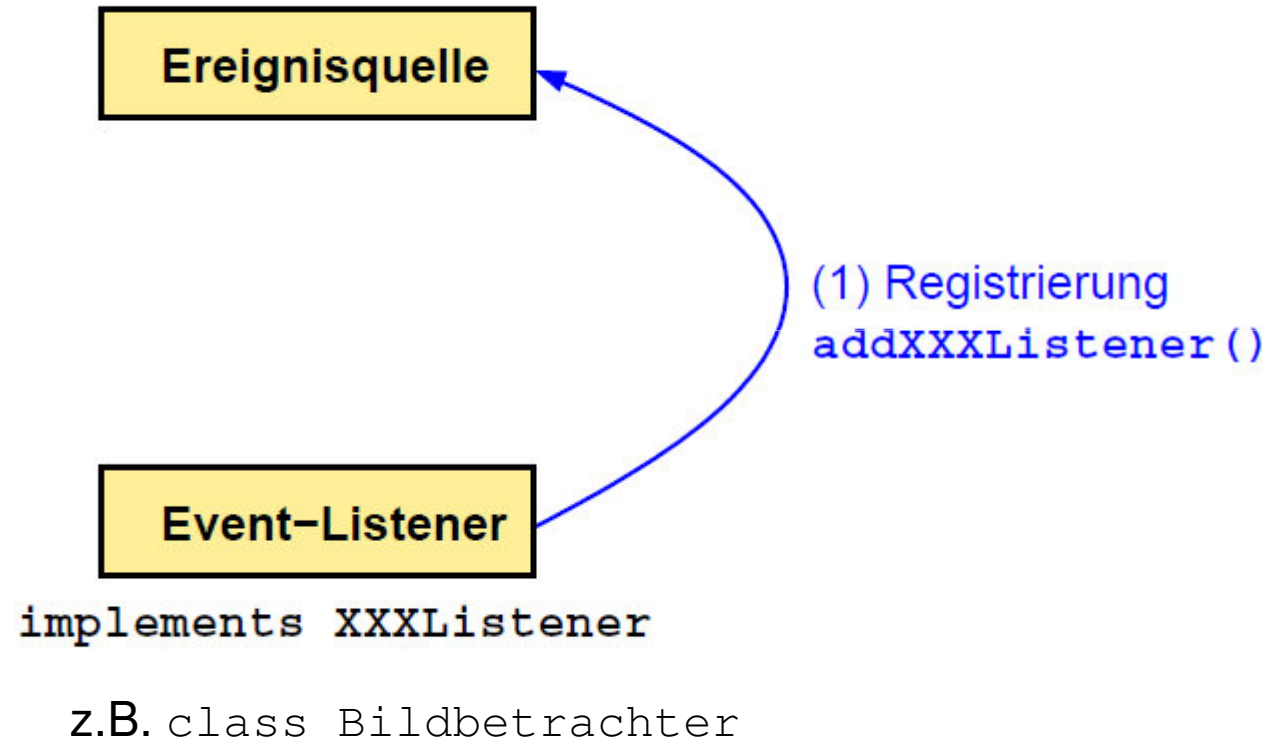 Ereignisquelle
(1) Registrierung
addXXXListener()
Event-Listener
implements XXXListener
z.B. class Bildbetrachter